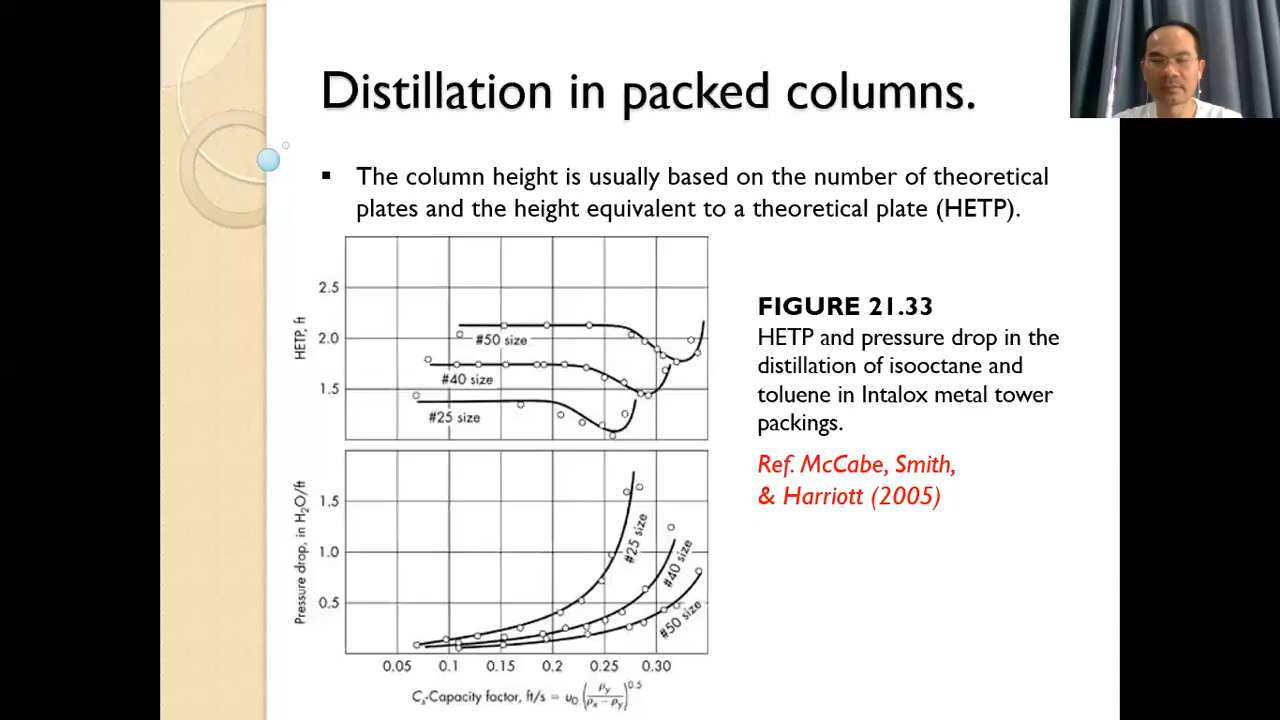 Distillation in packed columns.
▪ The column height is usually based on the number of theoretical
plates and the height equivalent to a theoretical plate (HETP).
HETP, ft
2.5
2.0
1.5
#50 size
#40 size
#25 size
Pressure drop, in H₂O/ft
1.5
1.0
0.5
#25 size
#40 size
#50 size
0.05 0.1 0.15 0.2 0.25 0.30
Cₛ-Capacity factor, ft/s = u₀ (ρᵧ / (ρₓ − ρᵧ))^0.5
FIGURE 21.33
HETP and pressure drop in the
distillation of isooctane and
toluene in Intalox metal tower
packings.
Ref. McCabe, Smith,
& Harriott (2005)